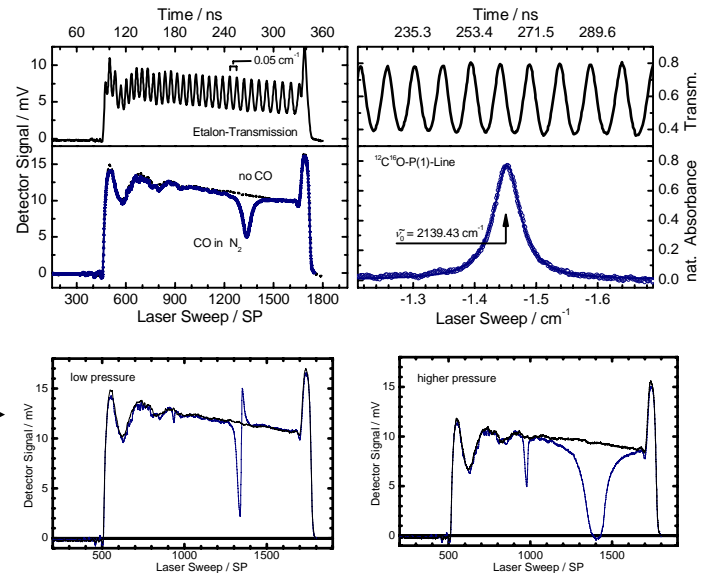 Time / ns
Time / ns
60 120 180 240 300 360
235.3 253.4 271.5 289.6
10
5
0
0.05 cm-1
Etalon-Transmission
0.8
0.6
0.4
Transm.
Detector Signal / mV
15
10
5
0
no CO
CO in N2
12C16O-P(1)-Line
ν̃0 = 2139.43 cm-1
0.8
0.6
0.4
0.2
0.0
nat. Absorbance
300 600 900 1200 1500 1800
-1.3 -1.4 -1.5 -1.6
Laser Sweep / SP
Laser Sweep / cm-1
low pressure
15
10
5
0
Detector Signal / mV
500 1000 1500
Laser Sweep / SP
higher pressure
15
10
5
0
Detector Signal / mV
500 1000 1500
Laser Sweep / SP